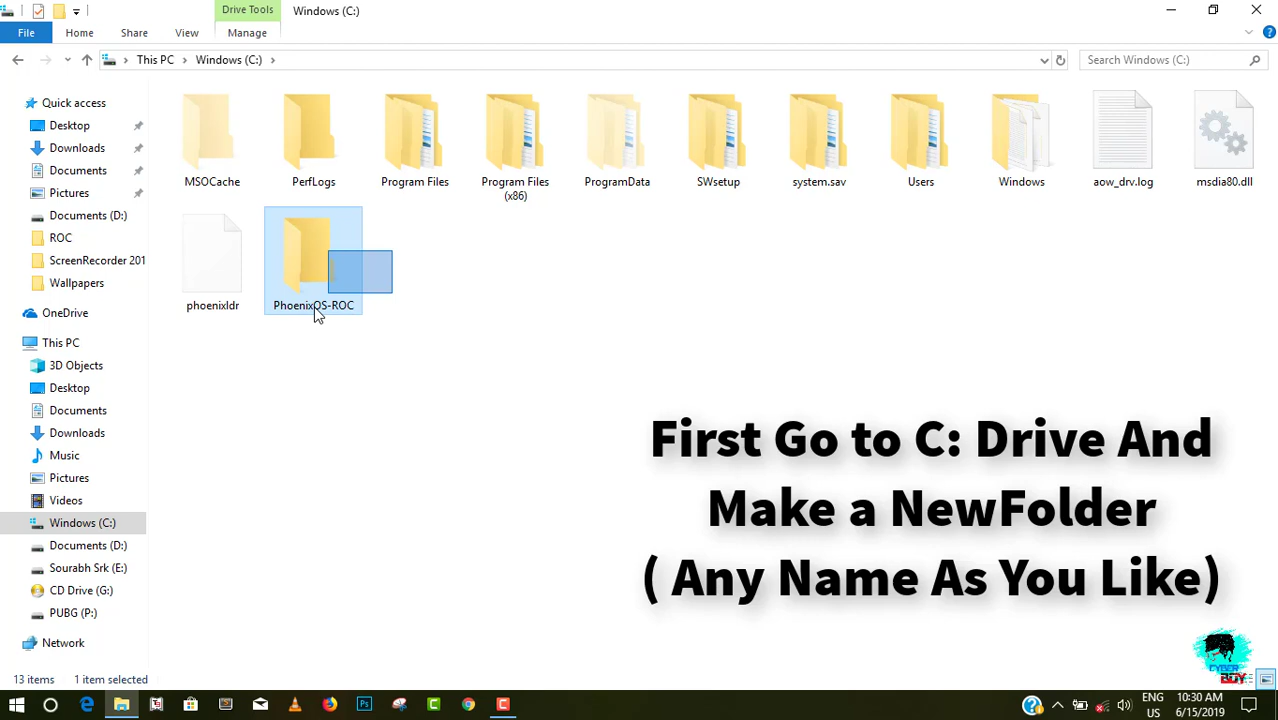 Drive Tools
Windows (C:)
File
Home
Share
View
Manage
This PC
Windows (C:)
Search Windows (C:)
Quick access
Desktop
Downloads
Documents
Pictures
Documents (D:)
ROC
ScreenRecorder 201
Wallpapers
OneDrive
This PC
3D Objects
Desktop
Documents
Downloads
Music
Pictures
Videos
Windows (C:)
Documents (D:)
Sourabh Srk (E:)
CD Drive (G:)
PUBG (P:)
Network
MSOCache
PerfLogs
Program Files
Program Files
(x86)
ProgramData
SWsetup
system.sav
Users
Windows
aow_drv.log
msdia80.dll
phoenixldr
PhoenixOS-ROC
First Go to C: Drive And
Make a NewFolder
( Any Name As You Like)
CYBER
BOY
13 items
1 item selected
ENG
US
10:30 AM
6/15/2019